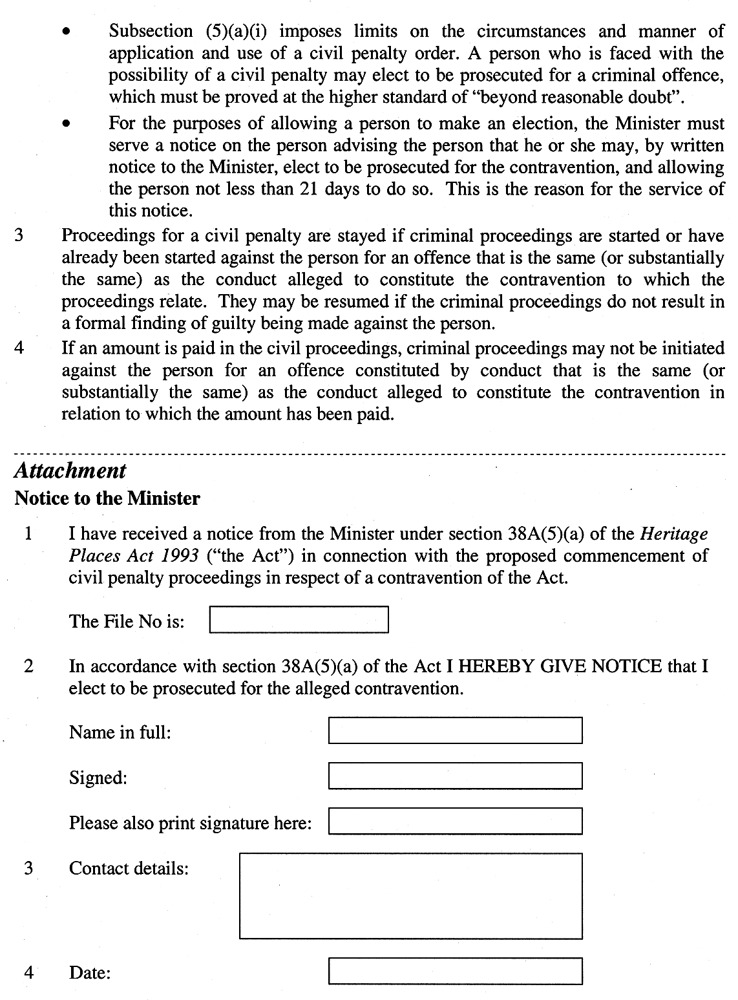 • Subsection (5)(a)(i) imposes limits on the circumstances and manner of
application and use of a civil penalty order. A person who is faced with the
possibility of a civil penalty may elect to be prosecuted for a criminal offence,
which must be proved at the higher standard of “beyond reasonable doubt”.
• For the purposes of allowing a person to make an election, the Minister must
serve a notice on the person advising the person that he or she may, by written
notice to the Minister, elect to be prosecuted for the contravention, and allowing
the person not less than 21 days to do so. This is the reason for the service of
this notice.
3 Proceedings for a civil penalty are stayed if criminal proceedings are started or have
already been started against the person for an offence that is the same (or substantially
the same) as the conduct alleged to constitute the contravention to which the
proceedings relate. They may be resumed if the criminal proceedings do not result in
a formal finding of guilty being made against the person.
4 If an amount is paid in the civil proceedings, criminal proceedings may not be initiated
against the person for an offence constituted by conduct that is the same (or
substantially the same) as the conduct alleged to constitute the contravention in
relation to which the amount has been paid.
Attachment
Notice to the Minister
1 I have received a notice from the Minister under section 38A(5)(a) of the Heritage
Places Act 1993 (“the Act”) in connection with the proposed commencement of
civil penalty proceedings in respect of a contravention of the Act.
The File No is:
2 In accordance with section 38A(5)(a) of the Act I HEREBY GIVE NOTICE that I
elect to be prosecuted for the alleged contravention.
Name in full:
Signed:
Please also print signature here:
3 Contact details:
4 Date: